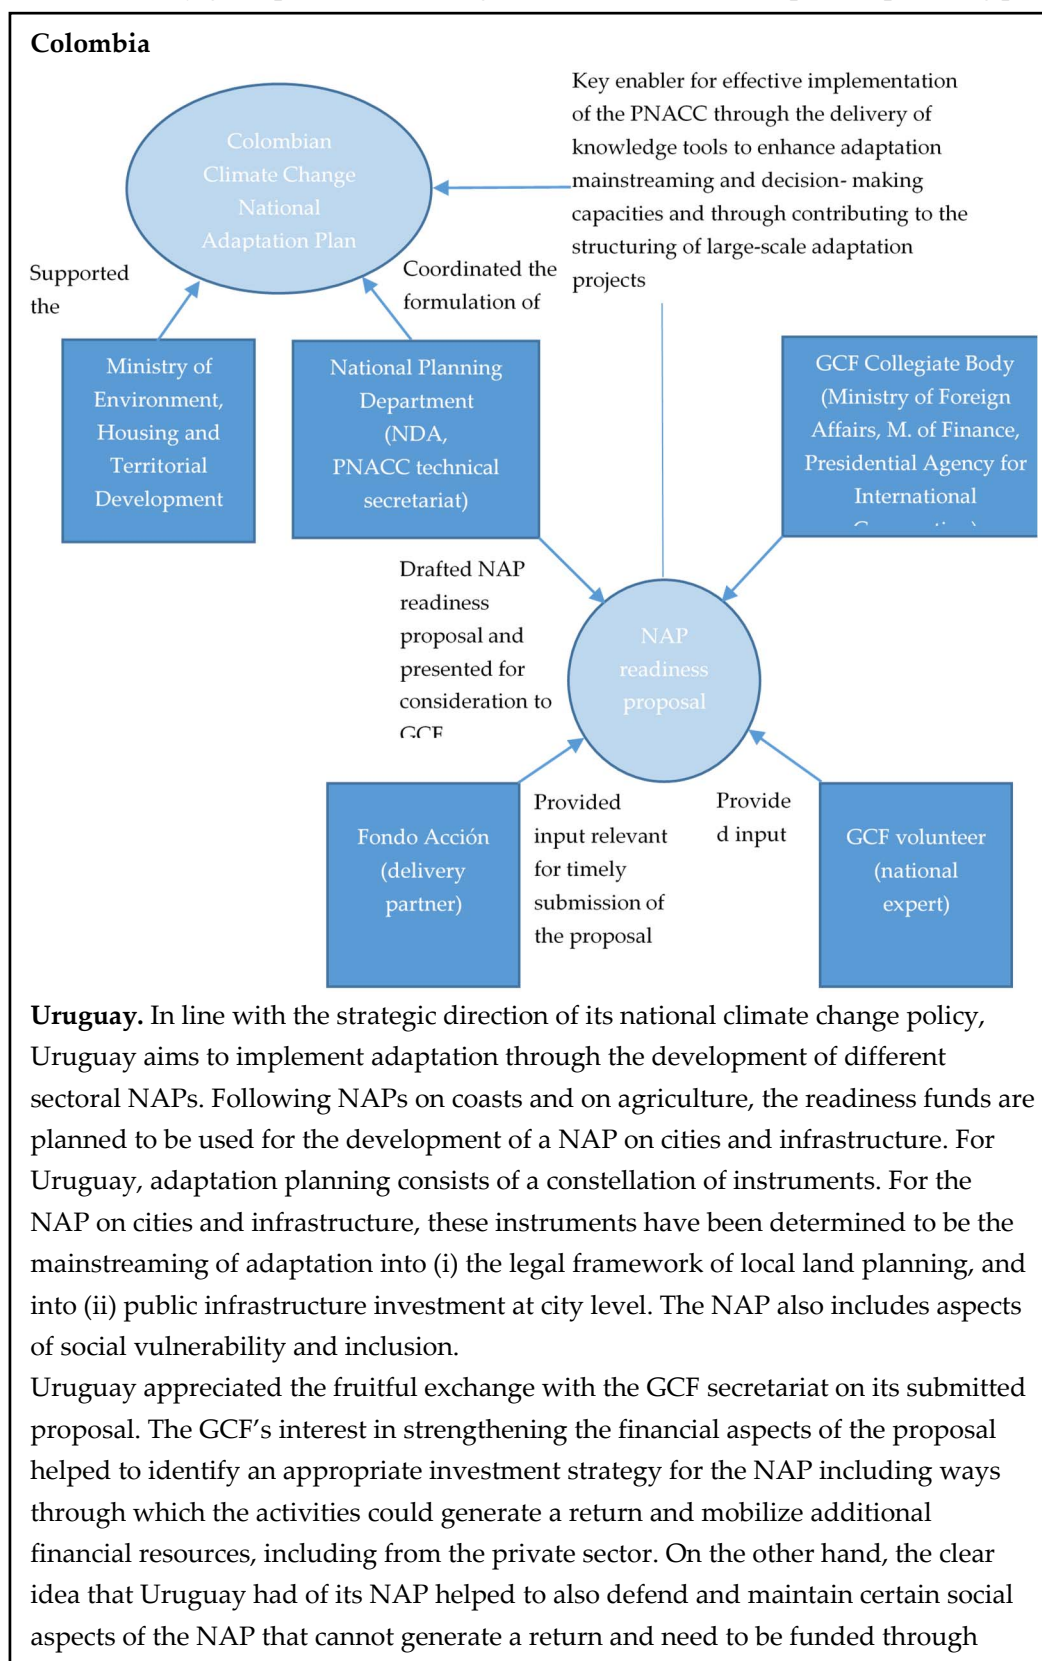 Colombia
Key enabler for effective implementation
of the PNACC through the delivery of
knowledge tools to enhance adaptation
mainstreaming and decision- making
capacities and through contributing to the
structuring of large-scale adaptation
projects
Colombian
Climate Change
National
Adaptation Plan
Supported
the
Coordinated the
formulation of
Ministry of
Environment,
Housing and
Territorial
Development
National Planning
Department
(NDA,
PNACC technical
secretariat)
GCF Collegiate Body
(Ministry of Foreign
Affairs, M. of Finance,
Presidential Agency for
International
Drafted NAP
readiness
proposal and
presented for
consideration to
GCF
NAP
readiness
proposal
Fondo Acción
(delivery
partner)
Provided
input relevant
for timely
submission of
the proposal
Provide
d input
GCF volunteer
(national
expert)
Uruguay. In line with the strategic direction of its national climate change policy,
Uruguay aims to implement adaptation through the development of different
sectoral NAPs. Following NAPs on coasts and on agriculture, the readiness funds are
planned to be used for the development of a NAP on cities and infrastructure. For
Uruguay, adaptation planning consists of a constellation of instruments. For the
NAP on cities and infrastructure, these instruments have been determined to be the
mainstreaming of adaptation into (i) the legal framework of local land planning, and
into (ii) public infrastructure investment at city level. The NAP also includes aspects
of social vulnerability and inclusion.
Uruguay appreciated the fruitful exchange with the GCF secretariat on its submitted
proposal. The GCF’s interest in strengthening the financial aspects of the proposal
helped to identify an appropriate investment strategy for the NAP including ways
through which the activities could generate a return and mobilize additional
financial resources, including from the private sector. On the other hand, the clear
idea that Uruguay had of its NAP helped to also defend and maintain certain social
aspects of the NAP that cannot generate a return and need to be funded through